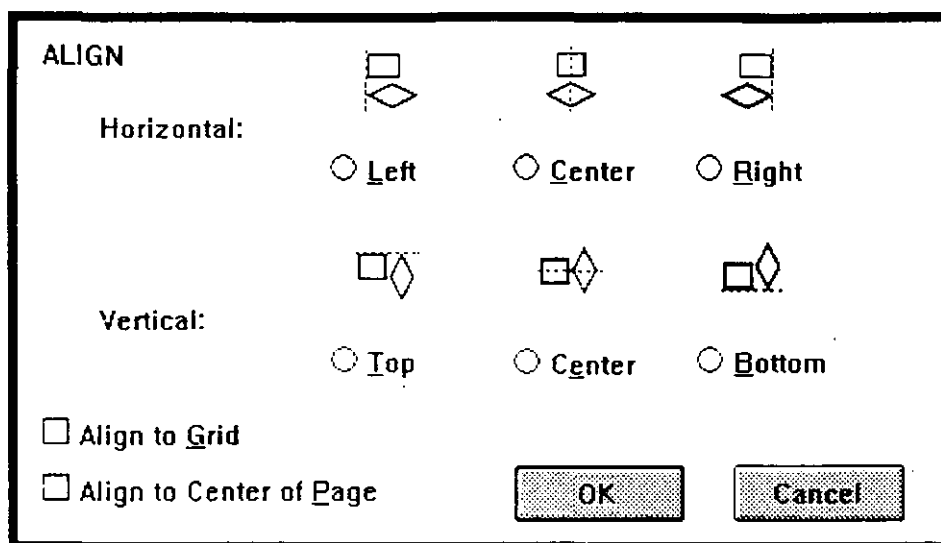 ALIGN
Horizontal:
Left Center Right
Vertical:
Top Center Bottom
Align to Grid
Align to Center of Page
OK Cancel